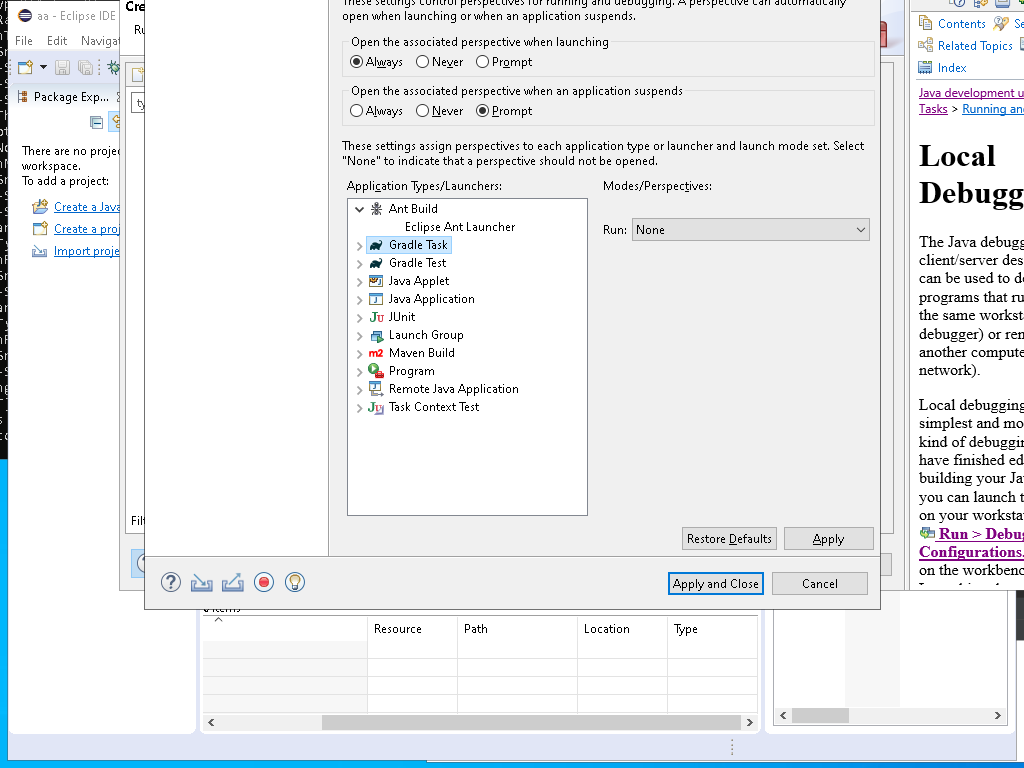 aa - Eclipse IDE
File Edit Navigat
Package Exp...
There are no proje
workspace.
To add a project:
Create a Java
Create a proj
Import proje
Cre
Ru
ty
Filt
These settings control perspectives for running and debugging. A perspective can automatically
open when launching or when an application suspends.
Open the associated perspective when launching
Always Never Prompt
Open the associated perspective when an application suspends
Always Never Prompt
These settings assign perspectives to each application type or launcher and launch mode set. Select
"None" to indicate that a perspective should not be opened.
Application Types/Launchers:
Modes/Perspectives:
Ant Build
Eclipse Ant Launcher
Gradle Task
Gradle Test
Java Applet
Java Application
JUnit
Launch Group
Maven Build
Program
Remote Java Application
Task Context Test
Run: None
Restore Defaults Apply
Apply and Close Cancel
Resource Path Location Type
Contents Se
Related Topics
Index
Java development u
Tasks > Running and
Local
Debugg
The Java debugg
client/server des
can be used to de
programs that ru
the same worksta
debugger) or rem
another compute
network).
Local debugging
simplest and mo
kind of debuggin
have finished ed
building your Jav
you can launch t
on your worksta
Run > Debug
Configurations.
on the workbenc